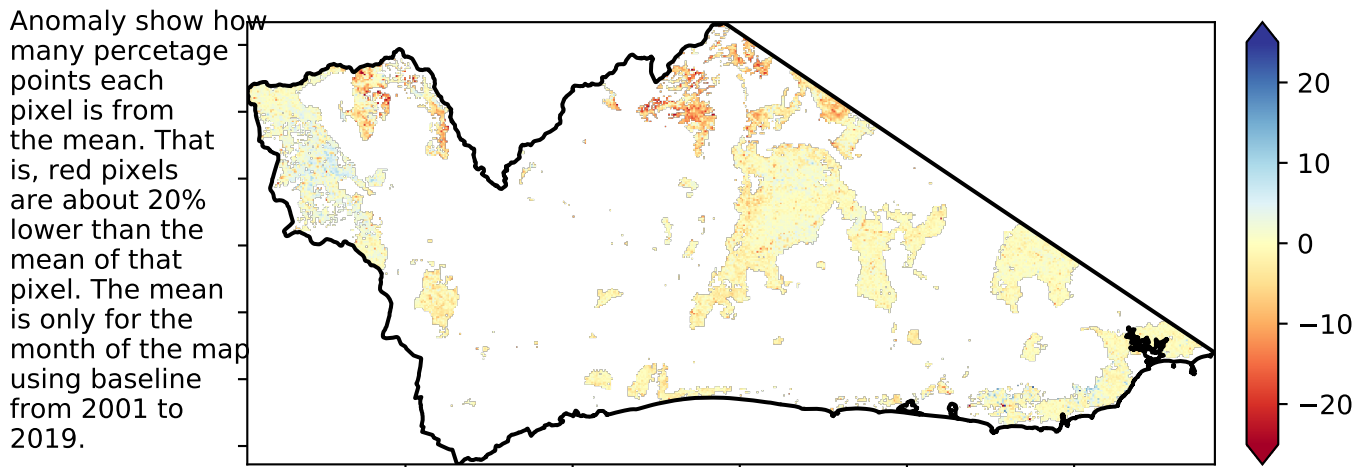 Anomaly show how
many percetage
points each
pixel is from
the mean. That
is, red pixels
are about 20%
lower than the
mean of that
pixel. The mean
is only for the
month of the map
using baseline
from 2001 to
2019.
20
10
0
−10
−20